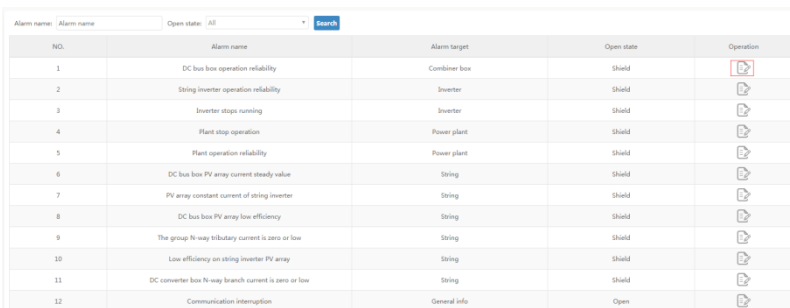 Alarm name: Alarm name Open state: All Search
NO. Alarm name Alarm target Open state Operation
1 DC bus box operation reliability Combiner box Shield
2 String inverter operation reliability Inverter Shield
3 Inverter stops running Inverter Shield
4 Plant stop operation Power plant Shield
5 Plant operation reliability Power plant Shield
6 DC bus box PV array current steady value String Shield
7 PV array constant current of string inverter String Shield
8 DC bus box PV array low efficiency String Shield
9 The group N-way tributary current is zero or low String Shield
10 Low efficiency on string inverter PV array String Shield
11 DC converter box N-way branch current is zero or low String Shield
12 Communication interruption General info Open